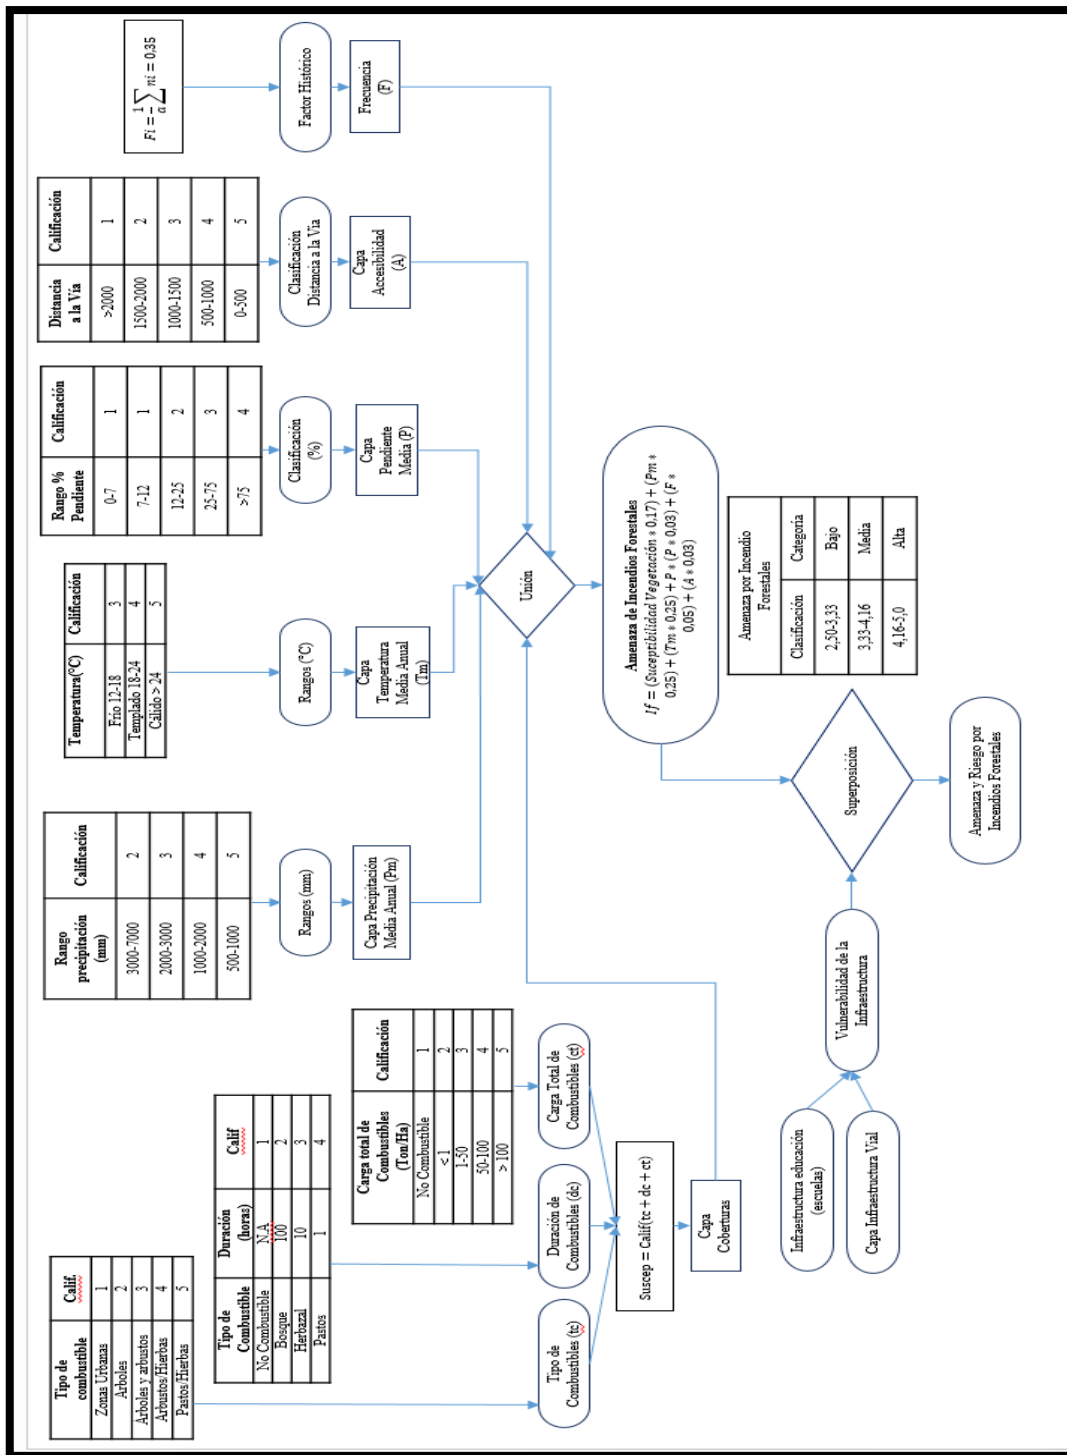 Tipo de
combustible
Calif.
Zonas Urbanas 1
Arboles 2
Arboles y arbustos 3
Arbustos/Hierbas 4
Pastos/Hierbas 5
Tipo de
Combustible
Duración
(horas)
Calif
No Combustible N.A 1
Bosque 100 2
Herbazal 10 3
Pastos 1 4
Carga total de
Combustibles
(Ton/Ha)
Calificación
No Combustible 1
< 1 2
1-50 3
50-100 4
> 100 5
Tipo de
Combustibles (tc)
Duración de
Combustibles (dc)
Carga Total de
Combustibles (ct)
Suscep = Calif(tc + dc + ct)
Capa
Coberturas
Rango
precipitación
(mm)
Calificación
3000-7000 2
2000-3000 3
1000-2000 4
500-1000 5
Rangos (mm)
Capa Precipitación
Media Anual (Pm)
Temperatura(°C) Calificación
Frio 12-18 3
Templado 18-24 4
Cálido > 24 5
Rangos (°C)
Capa
Temperatura
Media Anual
(Tm)
Rango %
Pendiente
Calificación
0-7 1
7-12 1
12-25 2
25-75 3
>75 4
Clasificación
(%)
Capa
Pendiente
Media (P)
Distancia
a la Vía
Calificación
>2000 1
1500-2000 2
1000-1500 3
500-1000 4
0-500 5
Clasificación
Distancia a la Vía
Capa
Accesibilidad
(A)
Fi = 1/a ∑ ni = 0,35
Factor Histórico
Frecuencia
(F)
Unión
Amenaza de Incendios Forestales
If = (Suceptibilidad Vegetación * 0,17) + (Pm *
0,25) + (Tm * 0,25) + P * (P * 0,03) + (F *
0,05) + (A * 0,03)
Amenaza por Incendio
Forestales
Clasificación Categoría
2,50-3,33 Bajo
3,33-4,16 Media
4,16-5,0 Alta
Infraestructura educación
(escuelas)
Capa Infraestructura Vial
Vulnerabilidad de la
Infraestructura
Superposición
Amenaza y Riesgo por
Incendios Forestales